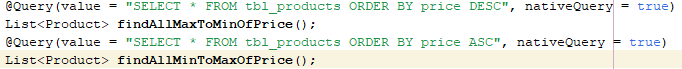 @Query(value = "SELECT * FROM tbl_products ORDER BY price DESC", nativeQuery = true)
List<Product> findAllMaxToMinOfPrice();
@Query(value = "SELECT * FROM tbl_products ORDER BY price ASC", nativeQuery = true)
List<Product> findAllMinToMaxOfPrice();